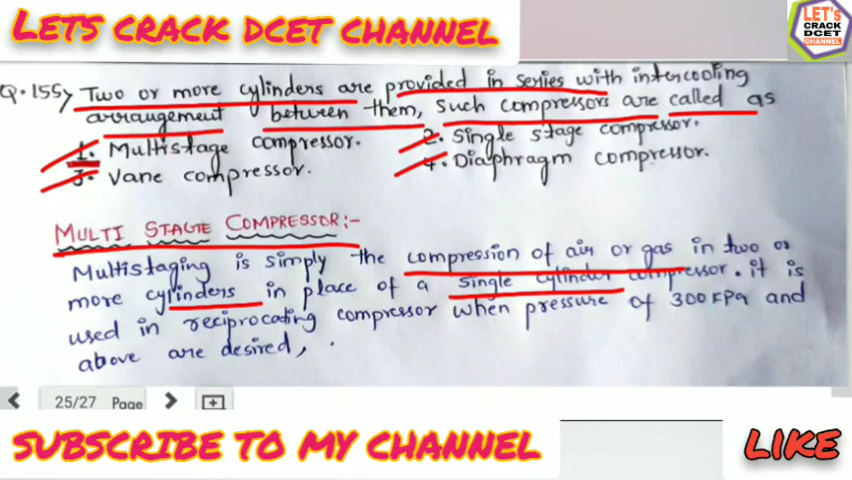 LETS CRACK DCET CHANNEL
LET'S
CRACK
DCET
CHANNEL
Q.155> Two or more cylinders are provided in series with intercooling
arrangement between them, such compressors are called as
1. Multistage compressor. 2. Single stage compressor.
3. Vane compressor. 4. Diaphragm compressor.
MULTI STAGE COMPRESSOR:-
Multistaging is simply the compression of air or gas in two or
more cylinders in place of a single cylinder compressor. it is
used in reciprocating compressor when pressure of 300 KPa and
above are desired,
25/27 Page
SUBSCRIBE TO MY CHANNEL
LIKE